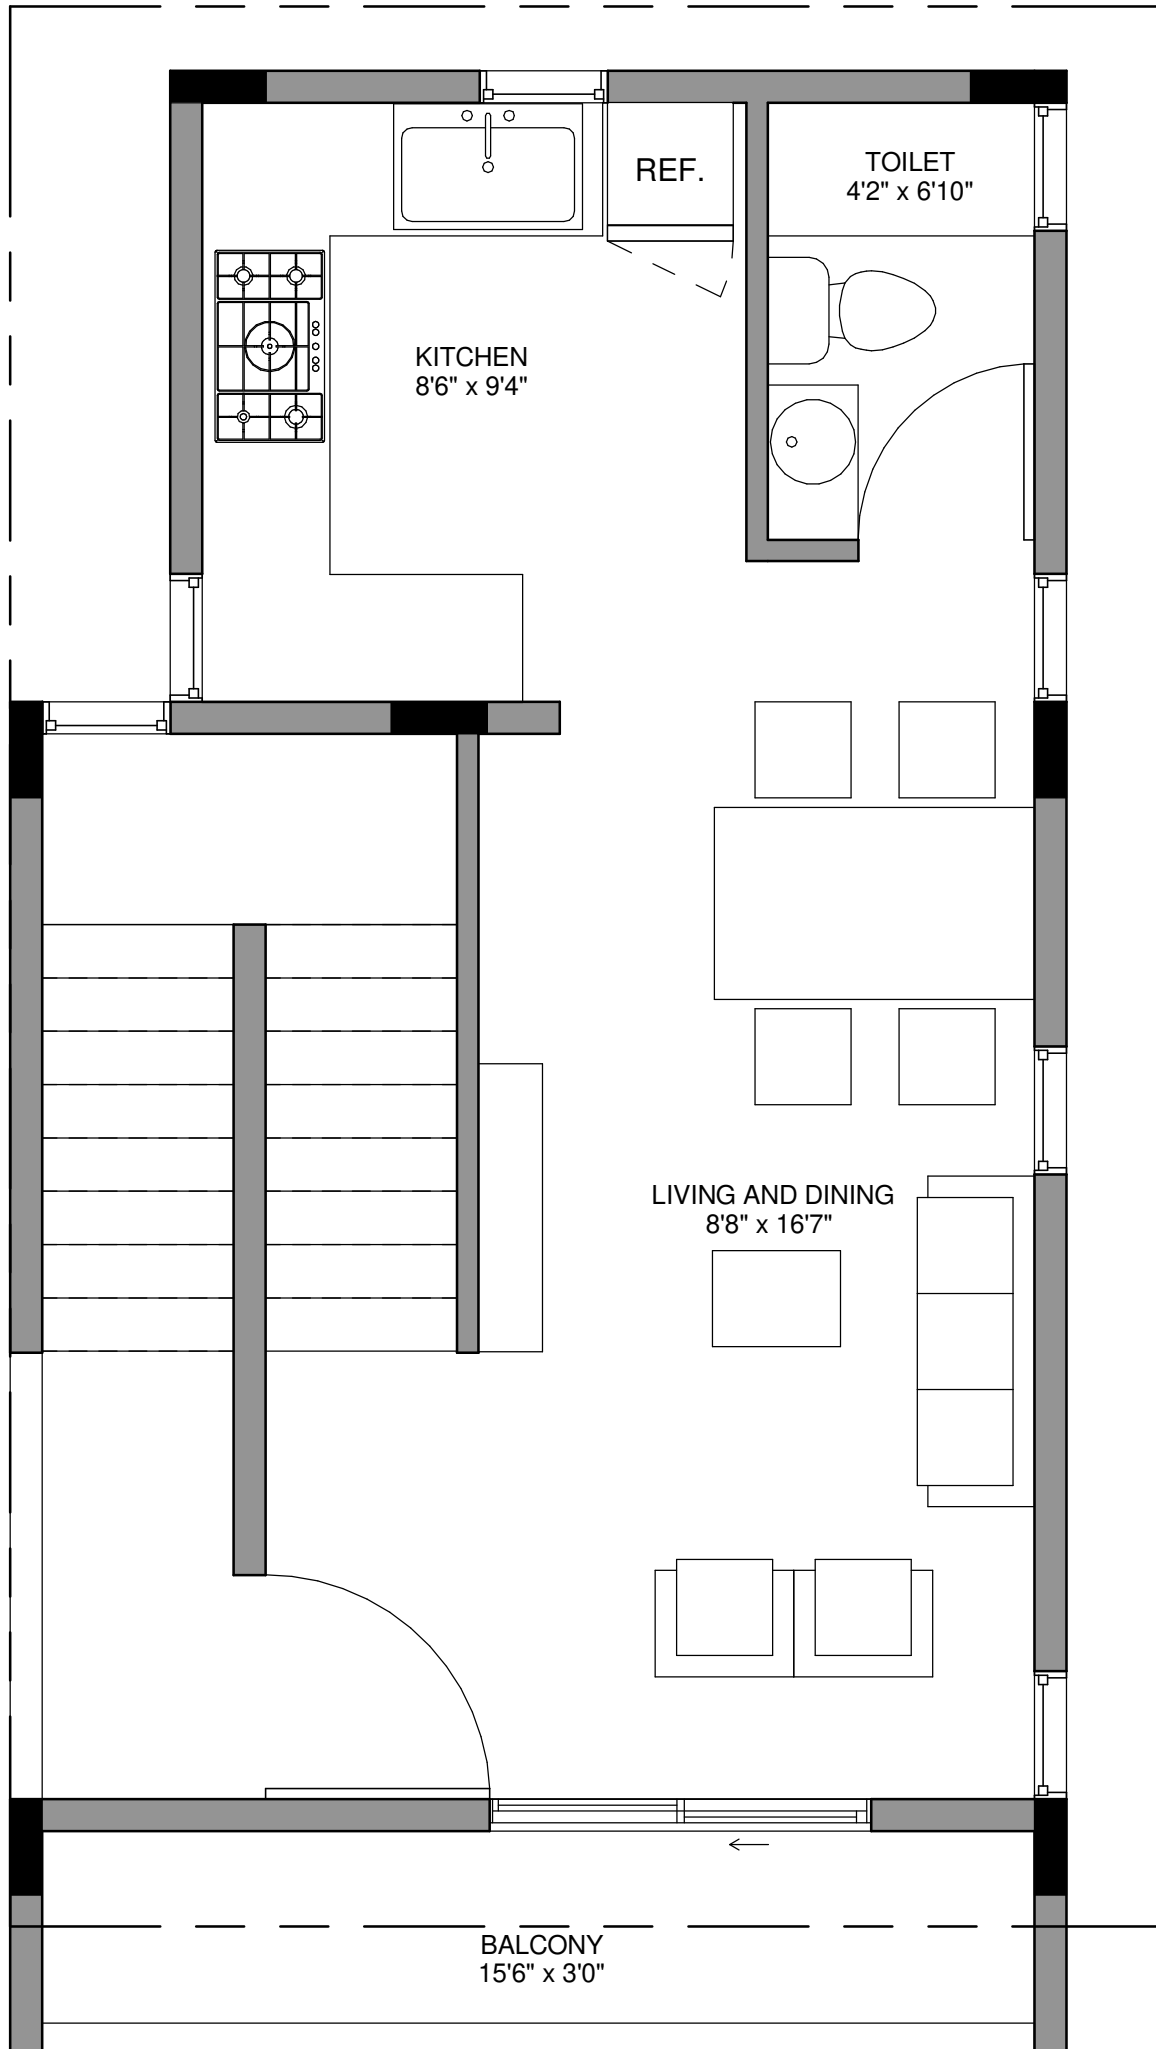 REF.
TOILET
4'2" x 6'10"
KITCHEN
8'6" x 9'4"
LIVING AND DINING
8'8" x 16'7"
BALCONY
15'6" x 3'0"